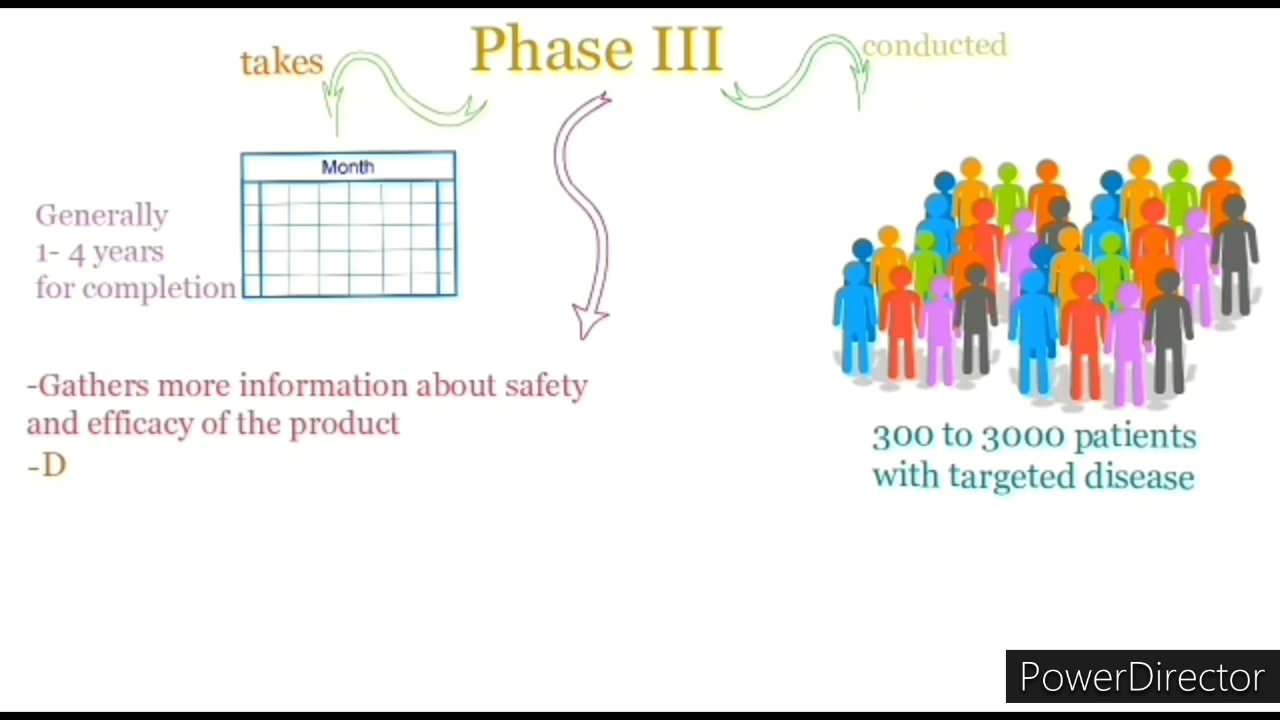 Phase III
takes
conducted
Month
Generally
1- 4 years
for completion
-Gathers more information about safety
and efficacy of the product
-D
300 to 3000 patients
with targeted disease
PowerDirector